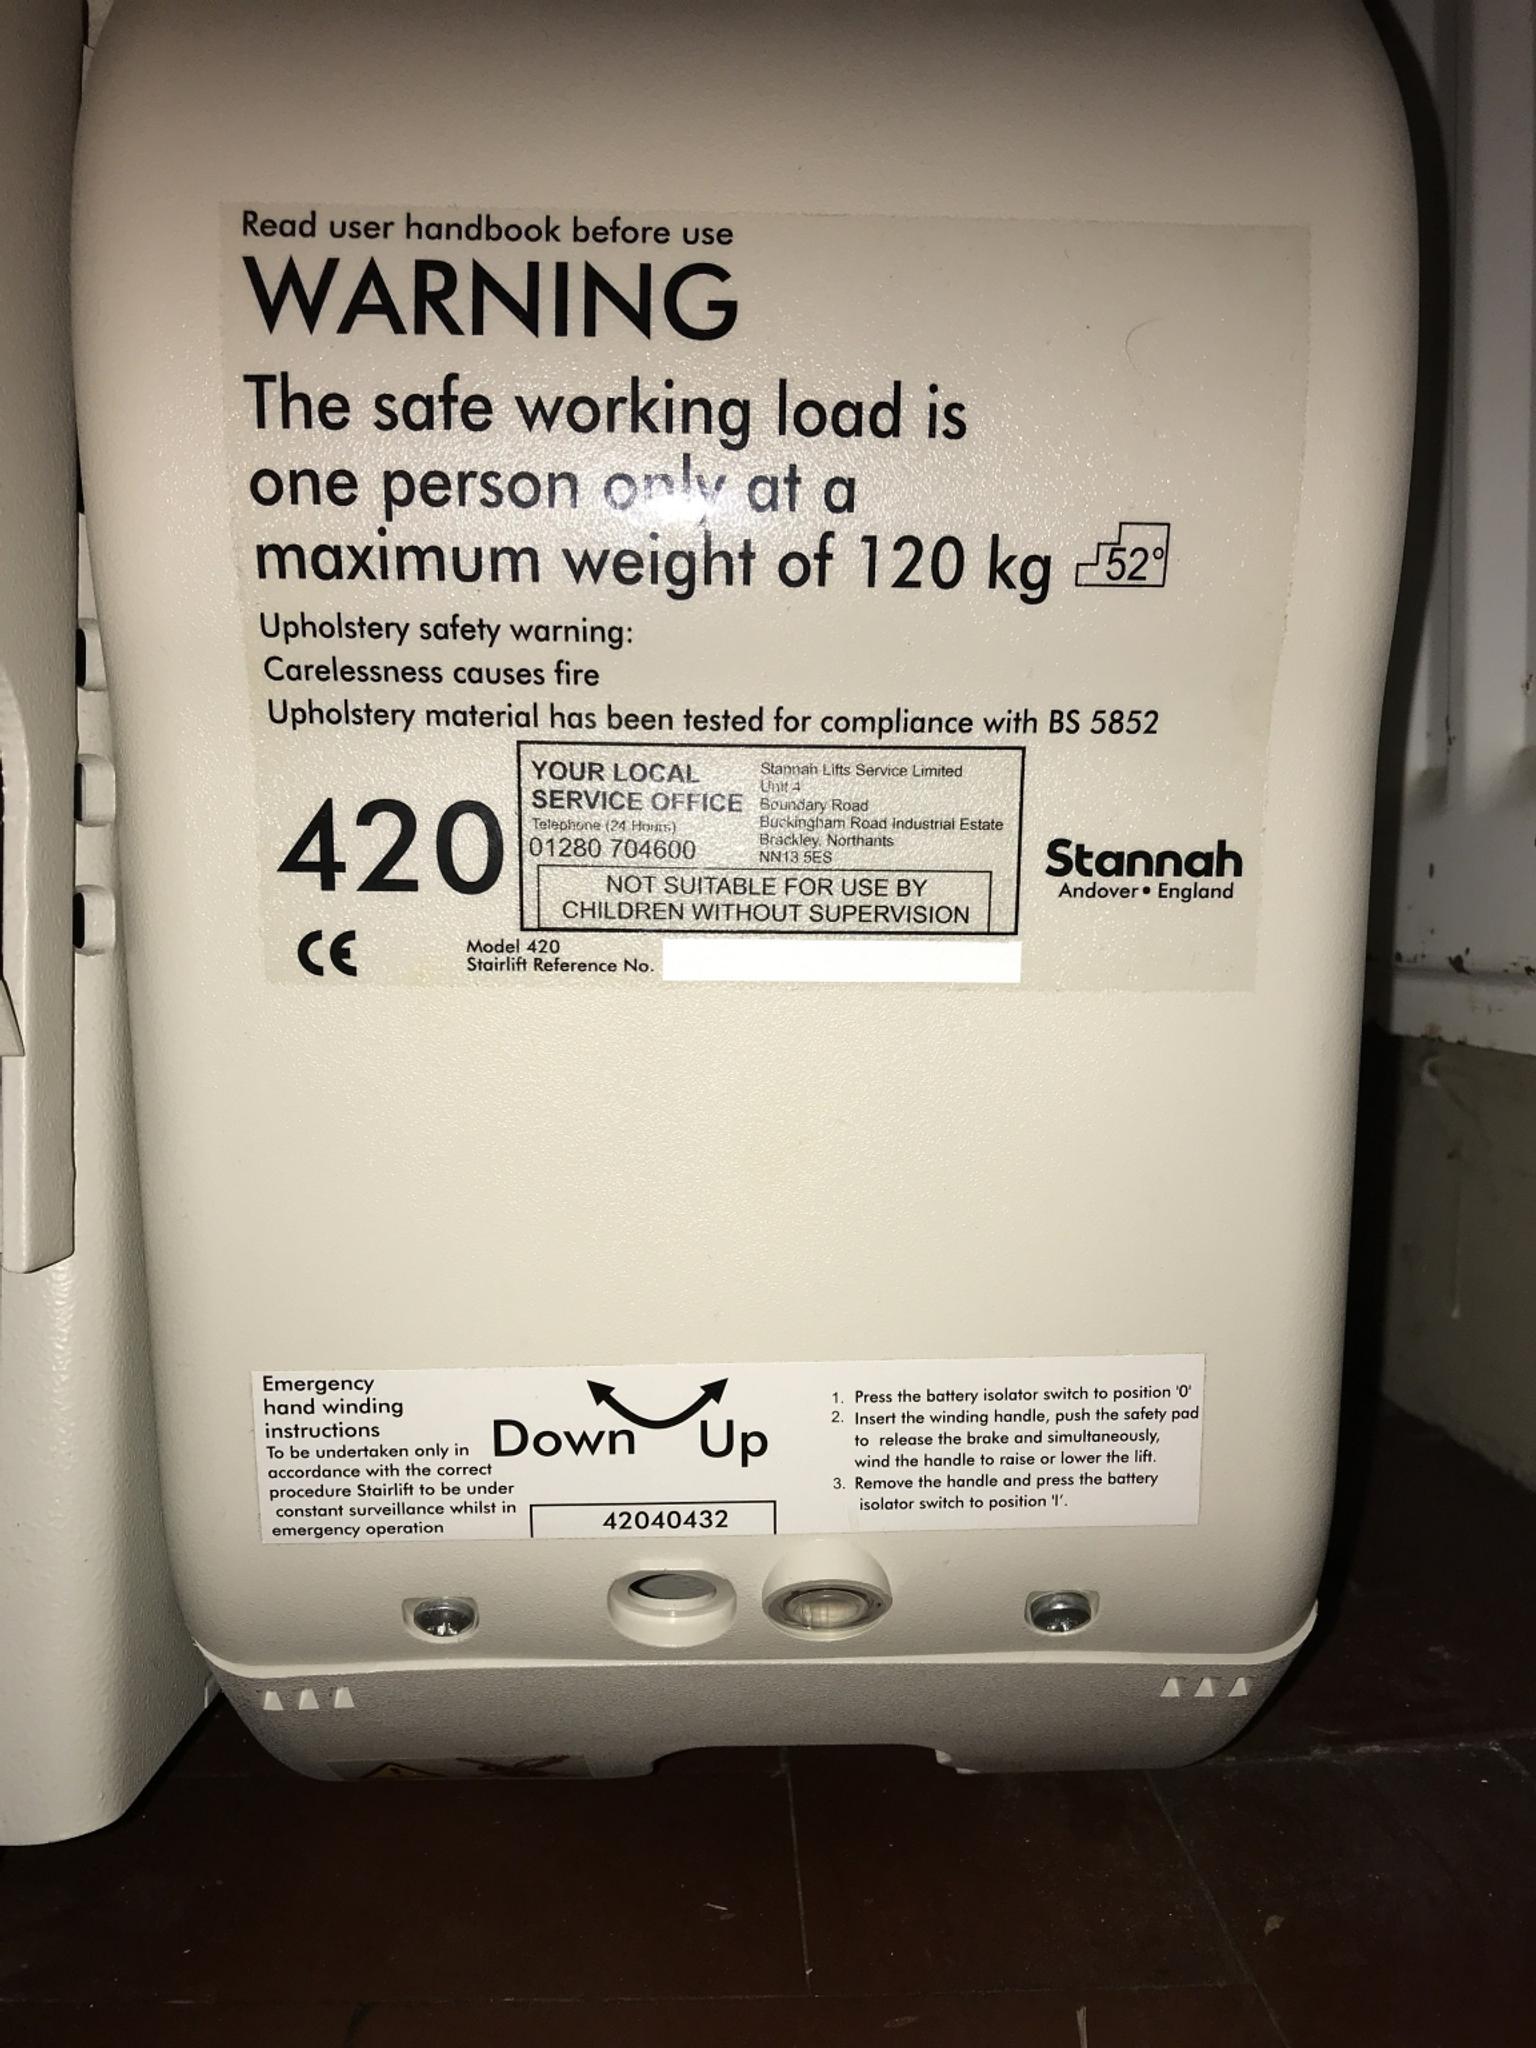 Read user handbook before use
WARNING
The safe working load is
one person only at a
maximum weight of 120 kg
52°
Upholstery safety warning:
Carelessness causes fire
Upholstery material has been tested for compliance with BS 5852
420
YOUR LOCAL
SERVICE OFFICE
Telephone (24 Hours)
01280 704600
Stannah Lifts Service Limited
Unit 4
Boundary Road
Buckingham Road Industrial Estate
Brackley, Northants
NN13 5ES
NOT SUITABLE FOR USE BY
CHILDREN WITHOUT SUPERVISION
Stannah
Andover • England
CE
Model 420
Stairlift Reference No.
Emergency
hand winding
instructions
To be undertaken only in
accordance with the correct
procedure Stairlift to be under
constant surveillance whilst in
emergency operation
Down Up
42040432
1. Press the battery isolator switch to position '0'
2. Insert the winding handle, push the safety pad
to release the brake and simultaneously,
wind the handle to raise or lower the lift.
3. Remove the handle and press the battery
isolator switch to position 'I'.